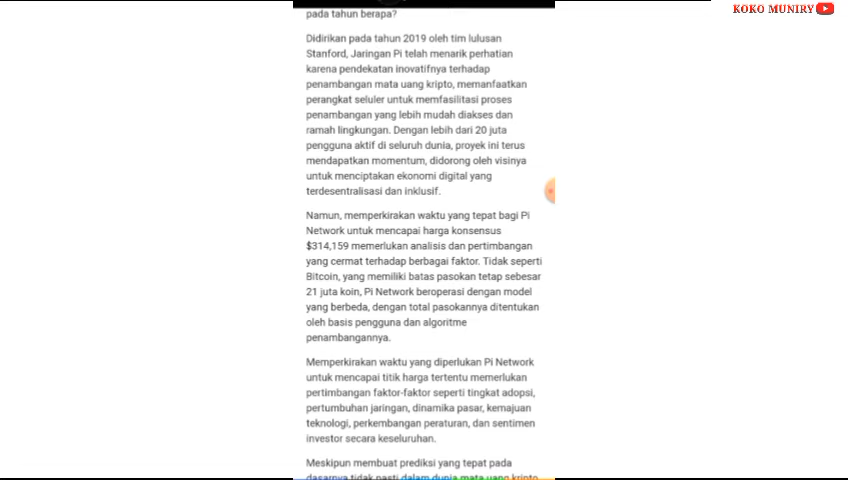 KOKO MUNIRY
pada tahun berapa?
Didirikan pada tahun 2019 oleh tim lulusan
Stanford, Jaringan Pi telah menarik perhatian
karena pendekatan inovatifnya terhadap
penambangan mata uang kripto, memanfaatkan
perangkat seluler untuk memfasilitasi proses
penambangan yang lebih mudah diakses dan
ramah lingkungan. Dengan lebih dari 20 juta
pengguna aktif di seluruh dunia, proyek ini terus
mendapatkan momentum, didorong oleh visinya
untuk menciptakan ekonomi digital yang
terdesentralisasi dan inklusif.
Namun, memperkirakan waktu yang tepat bagi Pi
Network untuk mencapai harga konsensus
$314,159 memerlukan analisis dan pertimbangan
yang cermat terhadap berbagai faktor. Tidak seperti
Bitcoin, yang memiliki batas pasokan tetap sebesar
21 juta koin, Pi Network beroperasi dengan model
yang berbeda, dengan total pasokannya ditentukan
oleh basis pengguna dan algoritme
penambangannya.
Memperkirakan waktu yang diperlukan Pi Network
untuk mencapai titik harga tertentu memerlukan
pertimbangan faktor-faktor seperti tingkat adopsi,
pertumbuhan jaringan, dinamika pasar, kemajuan
teknologi, perkembangan peraturan, dan sentimen
investor secara keseluruhan.
Meskipun membuat prediksi yang tepat pada
dasarnya tidak pasti dalam dunia mata uang kripto